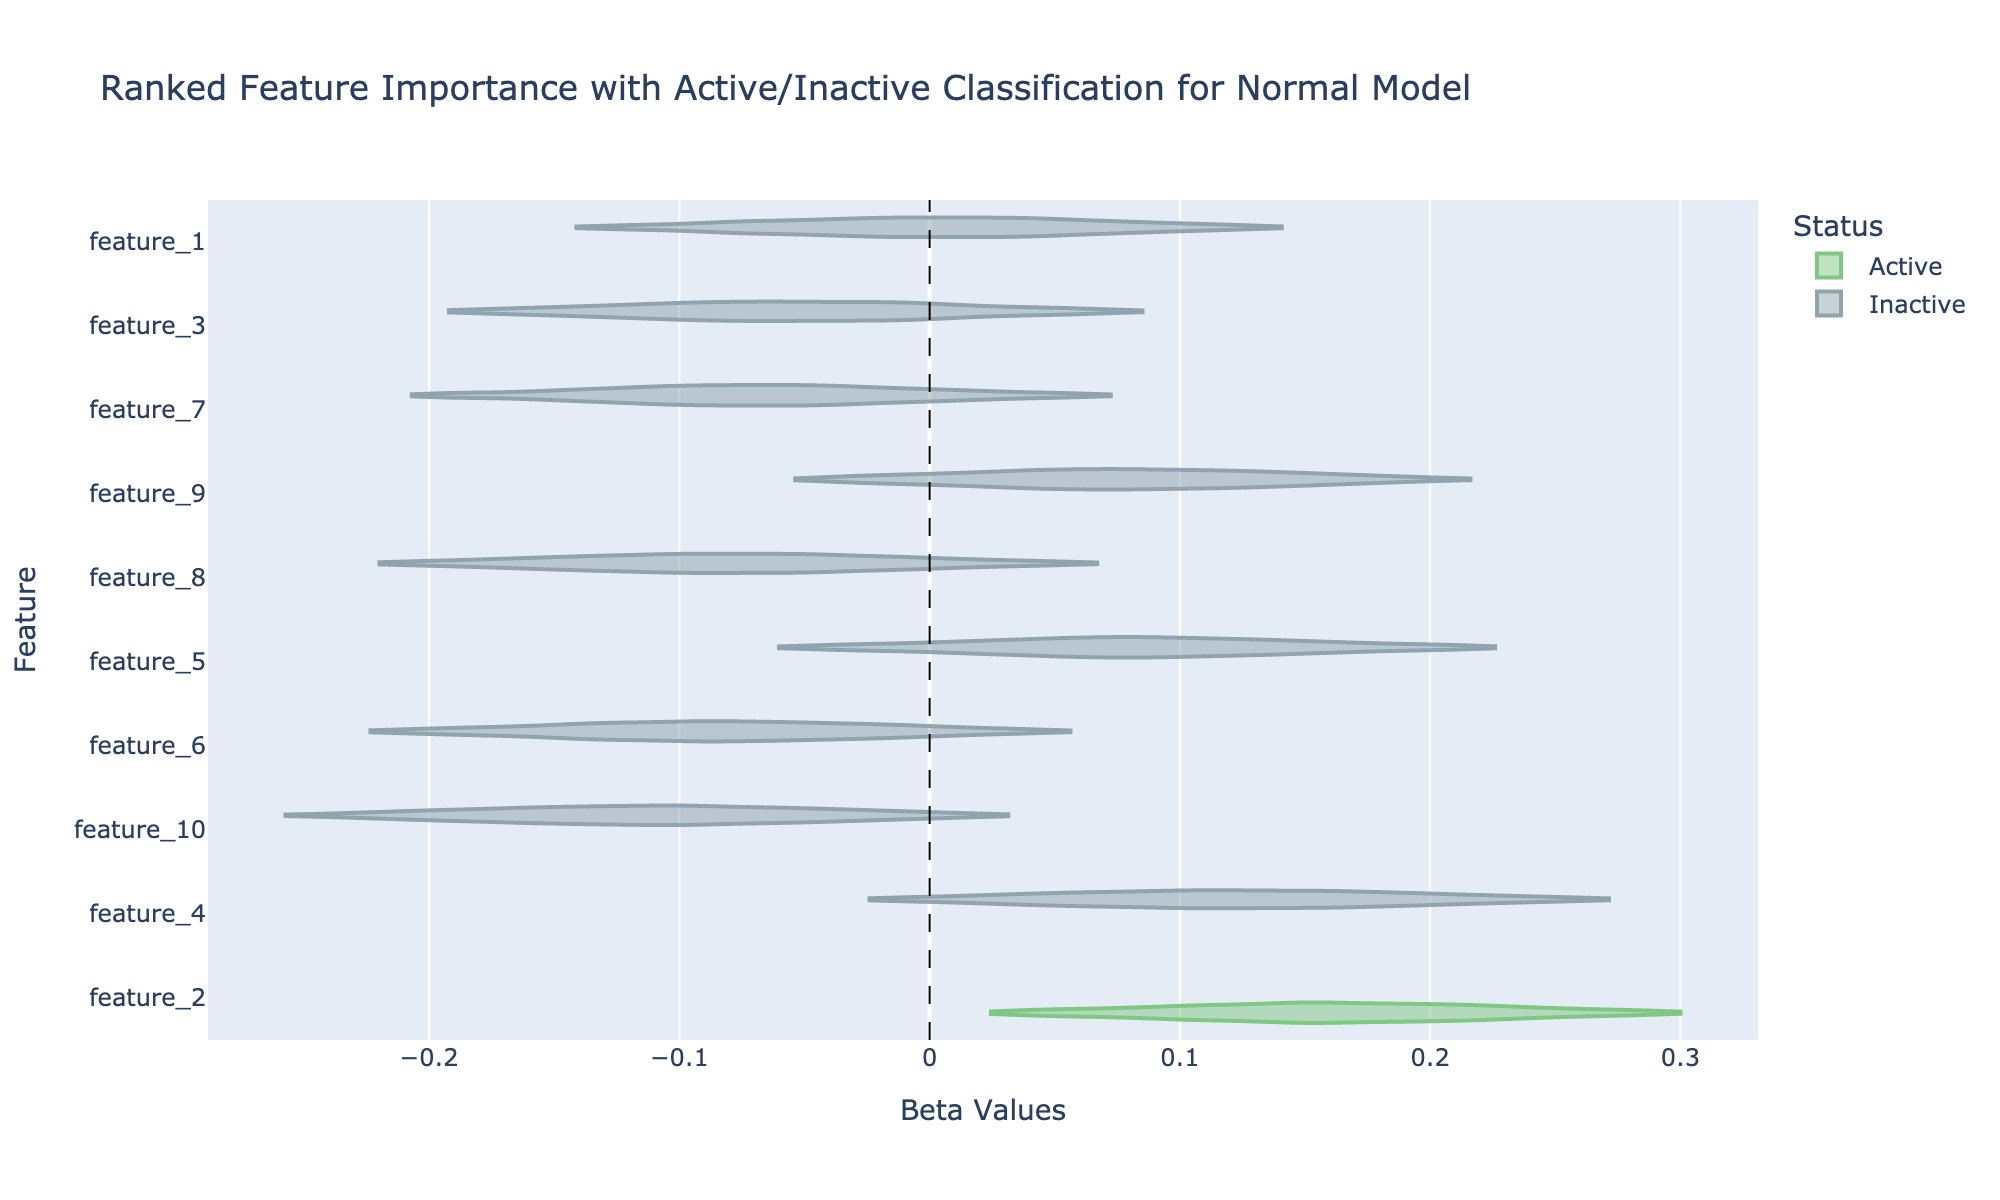 Ranked Feature Importance with Active/Inactive Classification for Normal Model
Status
Active
Inactive
feature_1
feature_3
feature_7
feature_9
feature_8
feature_5
feature_6
feature_10
feature_4
feature_2
Feature
−0.2 −0.1 0 0.1 0.2 0.3
Beta Values